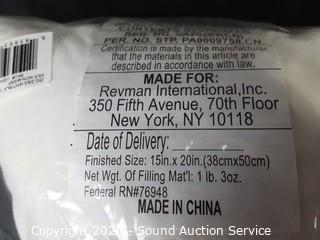 PER. NO. STP. PA0009758(CN)
Certification is made by the manufacturer
that the materials in this article are
described in accordance with law.
MADE FOR:
Revman International,Inc.
350 Fifth Avenue, 70th Floor
New York, NY 10118
Date of Delivery:
Finished Size: 15in.x 20in.(38cmx50cm)
Net Wgt. Of Filling Mat'l: 1 lb. 3oz.
Federal RN#76948
MADE IN CHINA
Sound Auction Service